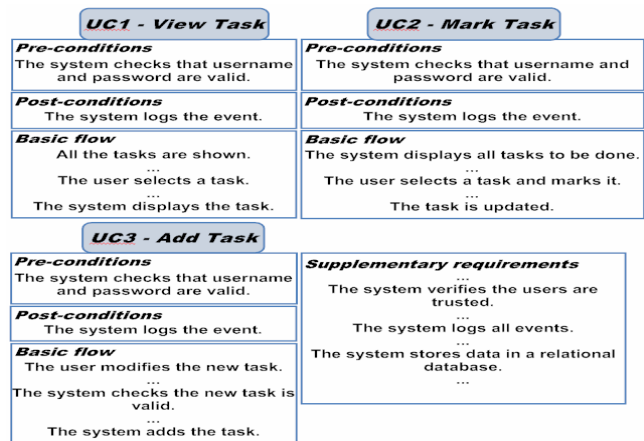 UC1 - View Task
Pre-conditions
The system checks that username
and password are valid.
Post-conditions
The system logs the event.
Basic flow
All the tasks are shown.
...
The user selects a task.
...
The system displays the task.
UC2 - Mark Task
Pre-conditions
The system checks that username and
password are valid.
Post-conditions
The system logs the event.
Basic flow
The system displays all tasks to be done.
...
The user selects a task and marks it.
...
The task is updated.
UC3 - Add Task
Pre-conditions
The system checks that username
and password are valid.
Post-conditions
The system logs the event.
Basic flow
The user modifies the new task.
...
The system checks the new task is
valid.
...
The system adds the task.
Supplementary requirements
...
The system verifies the users are
trusted.
...
The system logs all events.
...
The system stores data in a relational
database.
...